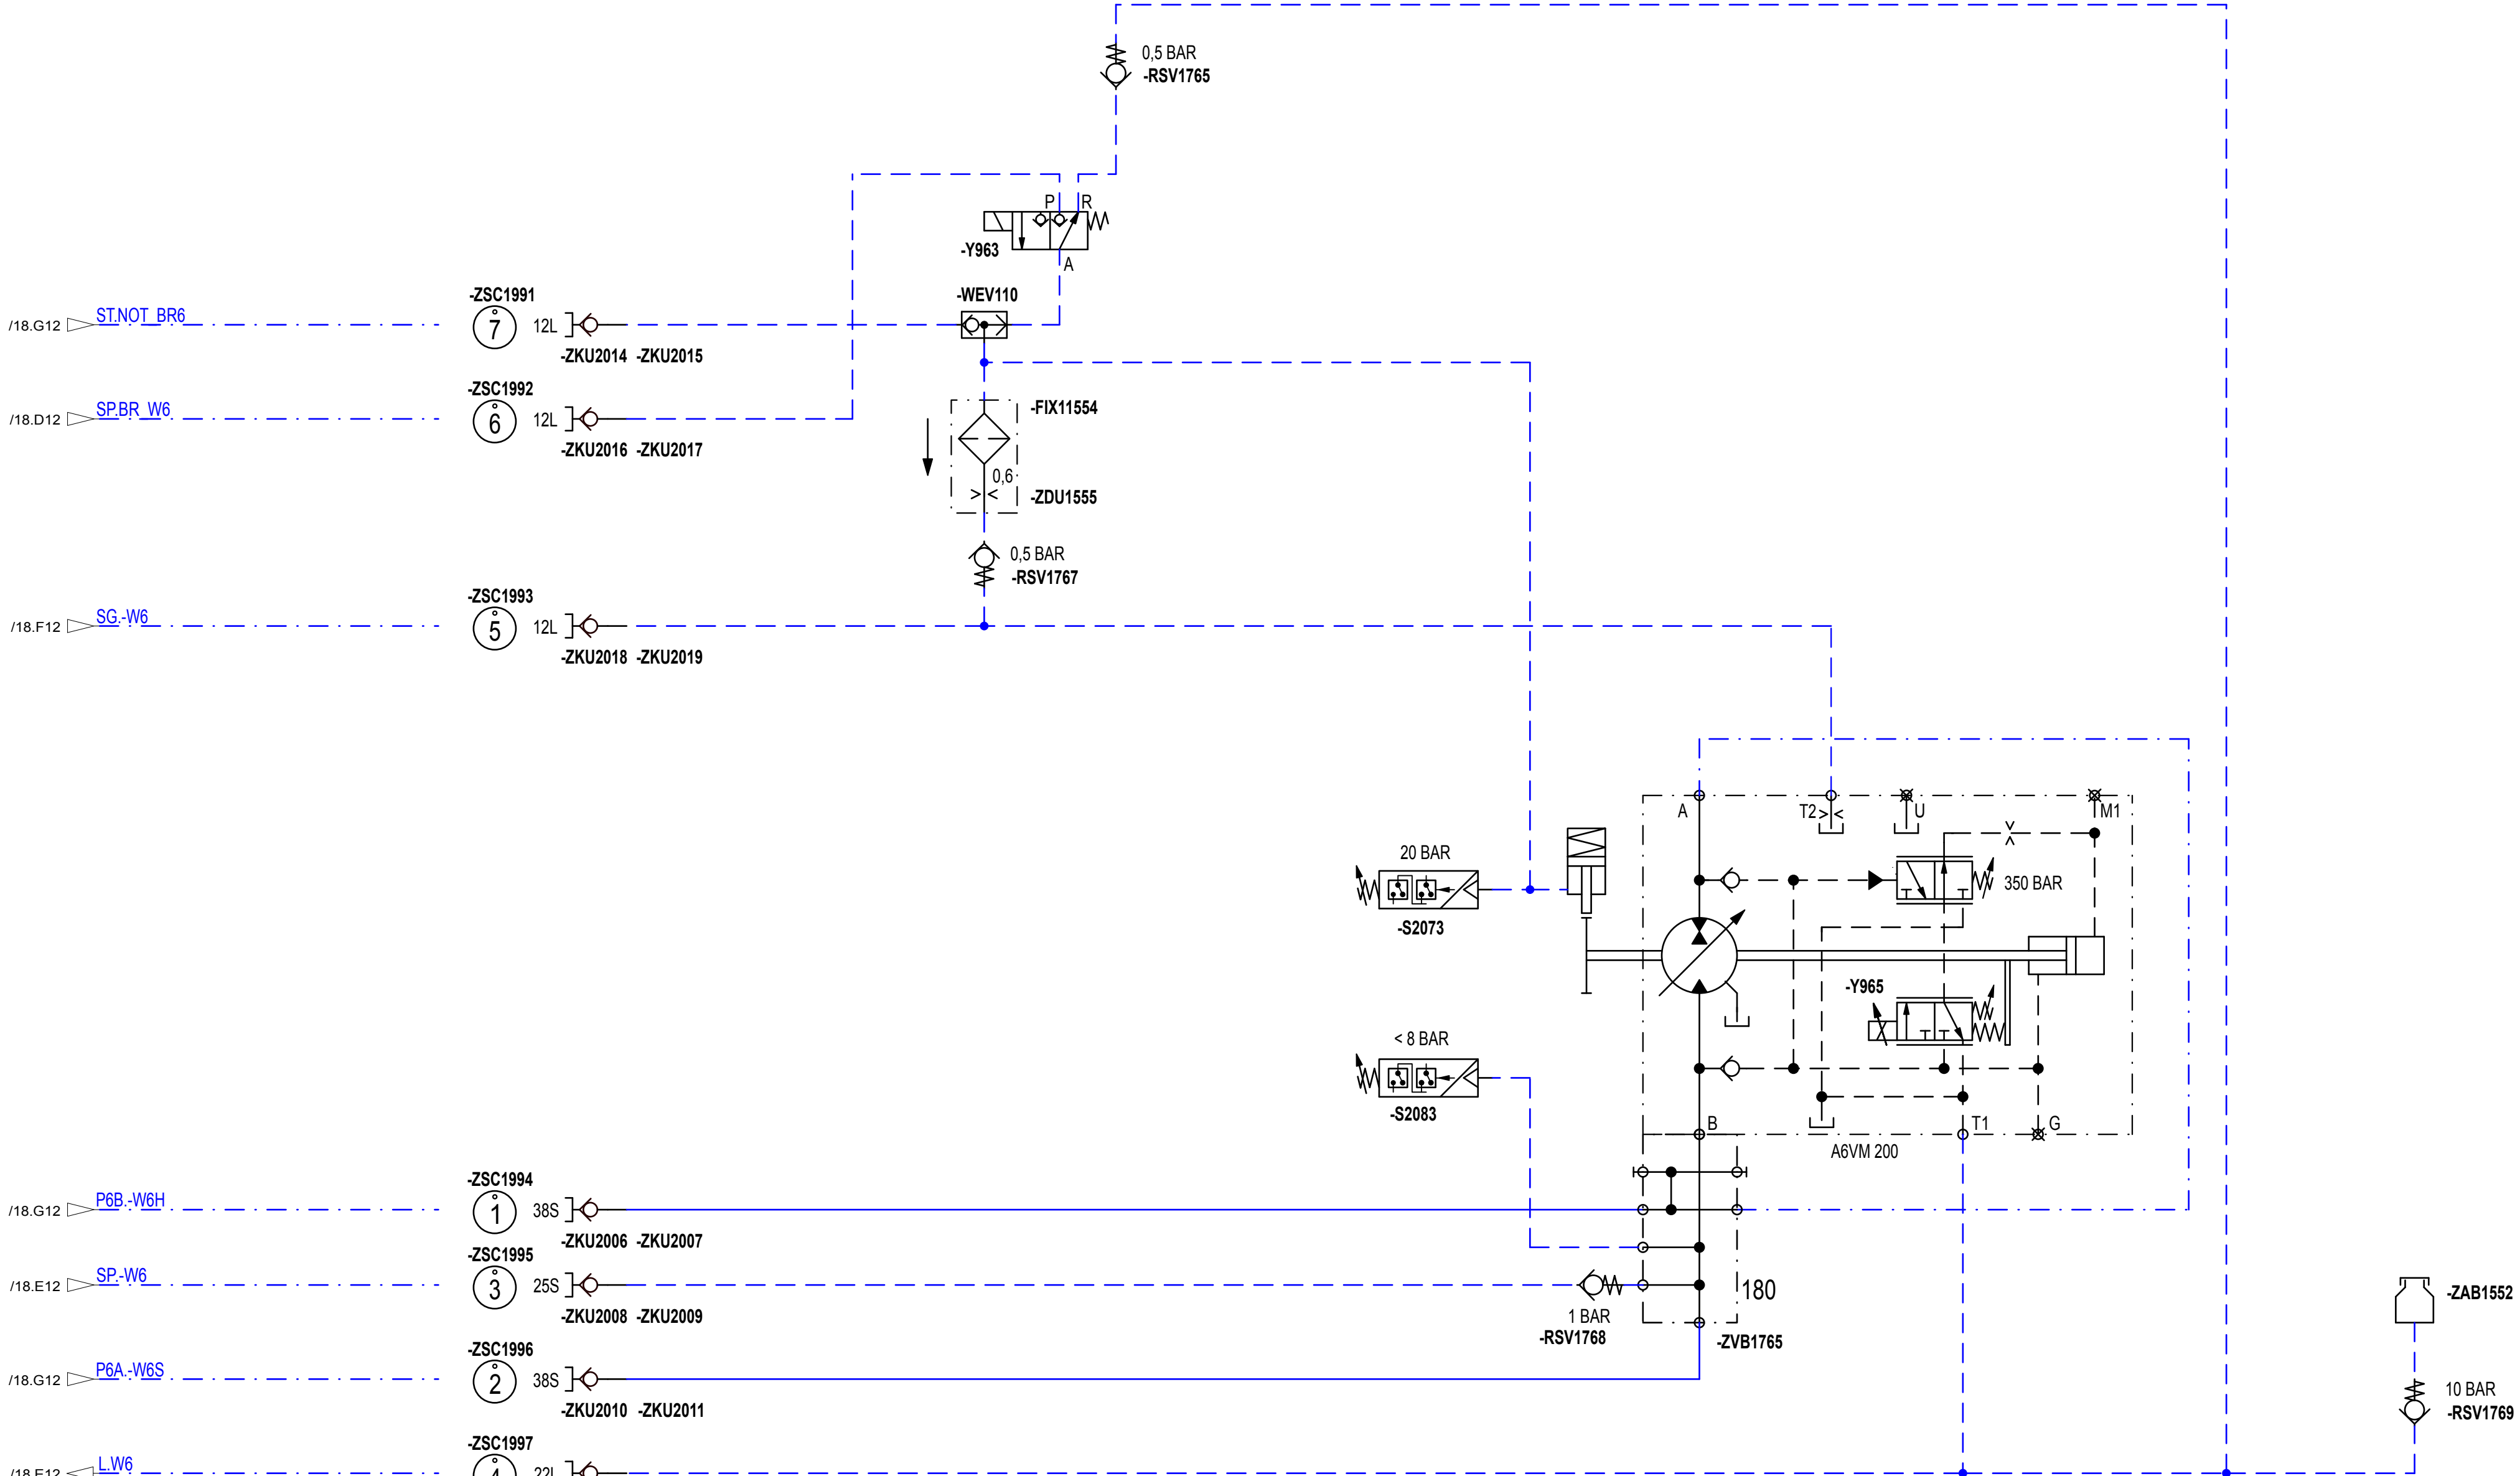 0,5 BAR
-RSV1765
P R
-Y963
A
-ZSC1991
-WEV110
/18.G12 ST.NOT_BR6 7 12L
-ZKU2014 -ZKU2015
-ZSC1992
/18.D12 SP.BR_W6 6 12L
-FIX11554
-ZKU2016 -ZKU2017
0,6
-ZDU1555
0,5 BAR
-RSV1767
-ZSC1993
/18.F12 SG.-W6 5 12L
-ZKU2018 -ZKU2019
A T2 U M1
20 BAR
350 BAR
-S2073
-Y965
< 8 BAR
-S2083
B T1 G
A6VM 200
-ZSC1994
/18.G12 P6B.-W6H 1 38S
-ZKU2006 -ZKU2007
-ZSC1995
/18.E12 SP.-W6 3 25S
180
-ZAB1552
-ZKU2008 -ZKU2009
1 BAR
-RSV1768
-ZVB1765
-ZSC1996
/18.G12 P6A.-W6S 2 38S
-ZKU2010 -ZKU2011
10 BAR
-RSV1769
-ZSC1997
/18.E12 L.W6 4 22L